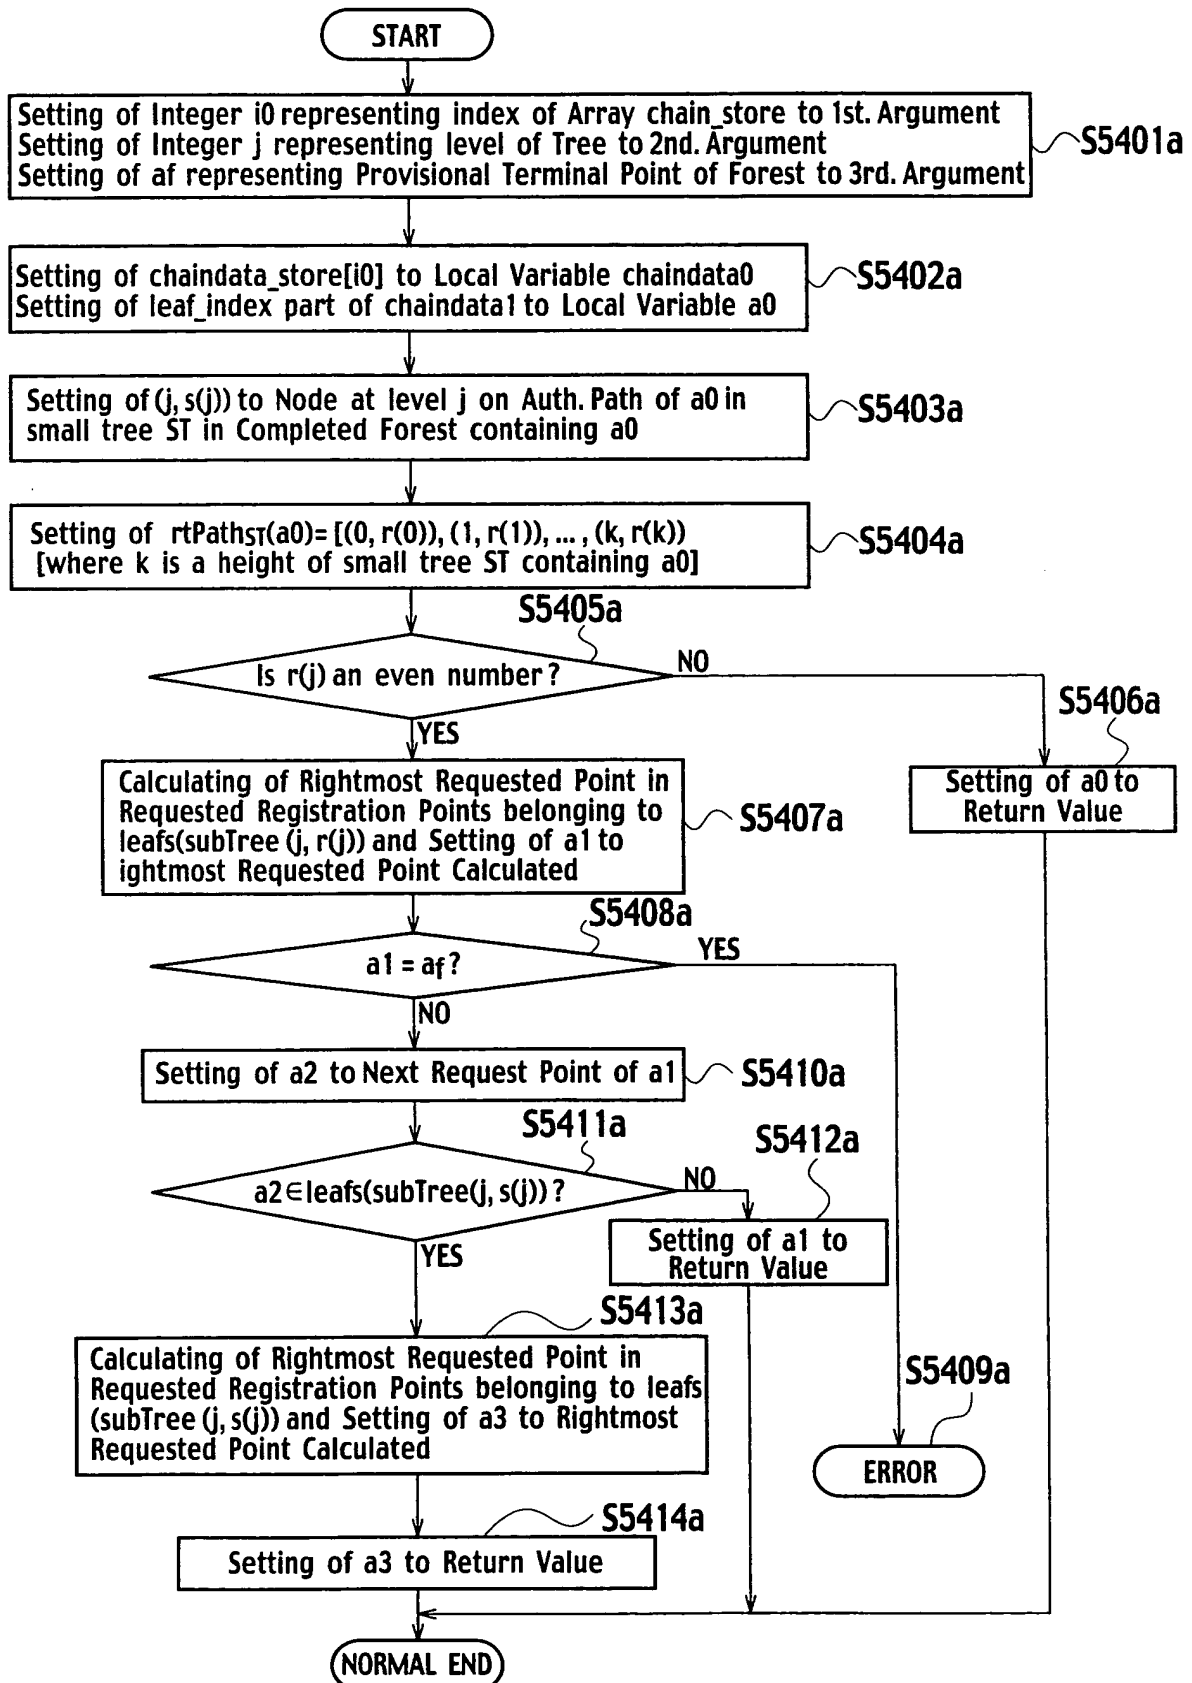 START
Setting of Integer i0 representing index of Array chain_store to 1st. Argument
Setting of Integer j representing level of Tree to 2nd. Argument
Setting of af representing Provisional Terminal Point of Forest to 3rd. Argument
S5401a
Setting of chaindata_store[i0] to Local Variable chaindata0
Setting of leaf_index part of chaindata1 to Local Variable a0
S5402a
Setting of (j, s(j)) to Node at level j on Auth. Path of a0 in
small tree ST in Completed Forest containing a0
S5403a
Setting of rtPathST(a0)= [(0, r(0)), (1, r(1)), ... , (k, r(k))
[where k is a height of small tree ST containing a0]
S5404a
S5405a
Is r(j) an even number?
NO
YES
S5406a
Setting of a0 to
Return Value
Calculating of Rightmost Requested Point in
Requested Registration Points belonging to
leafs(subTree (j, r(j)) and Setting of a1 to
ightmost Requested Point Calculated
S5407a
S5408a
a1 = af?
YES
NO
Setting of a2 to Next Request Point of a1
S5410a
S5411a
a2∈leafs(subTree(j, s(j))?
NO
YES
S5412a
Setting of a1 to
Return Value
S5413a
Calculating of Rightmost Requested Point in
Requested Registration Points belonging to leafs
(subTree (j, s(j)) and Setting of a3 to Rightmost
Requested Point Calculated
S5409a
ERROR
S5414a
Setting of a3 to Return Value
NORMAL END